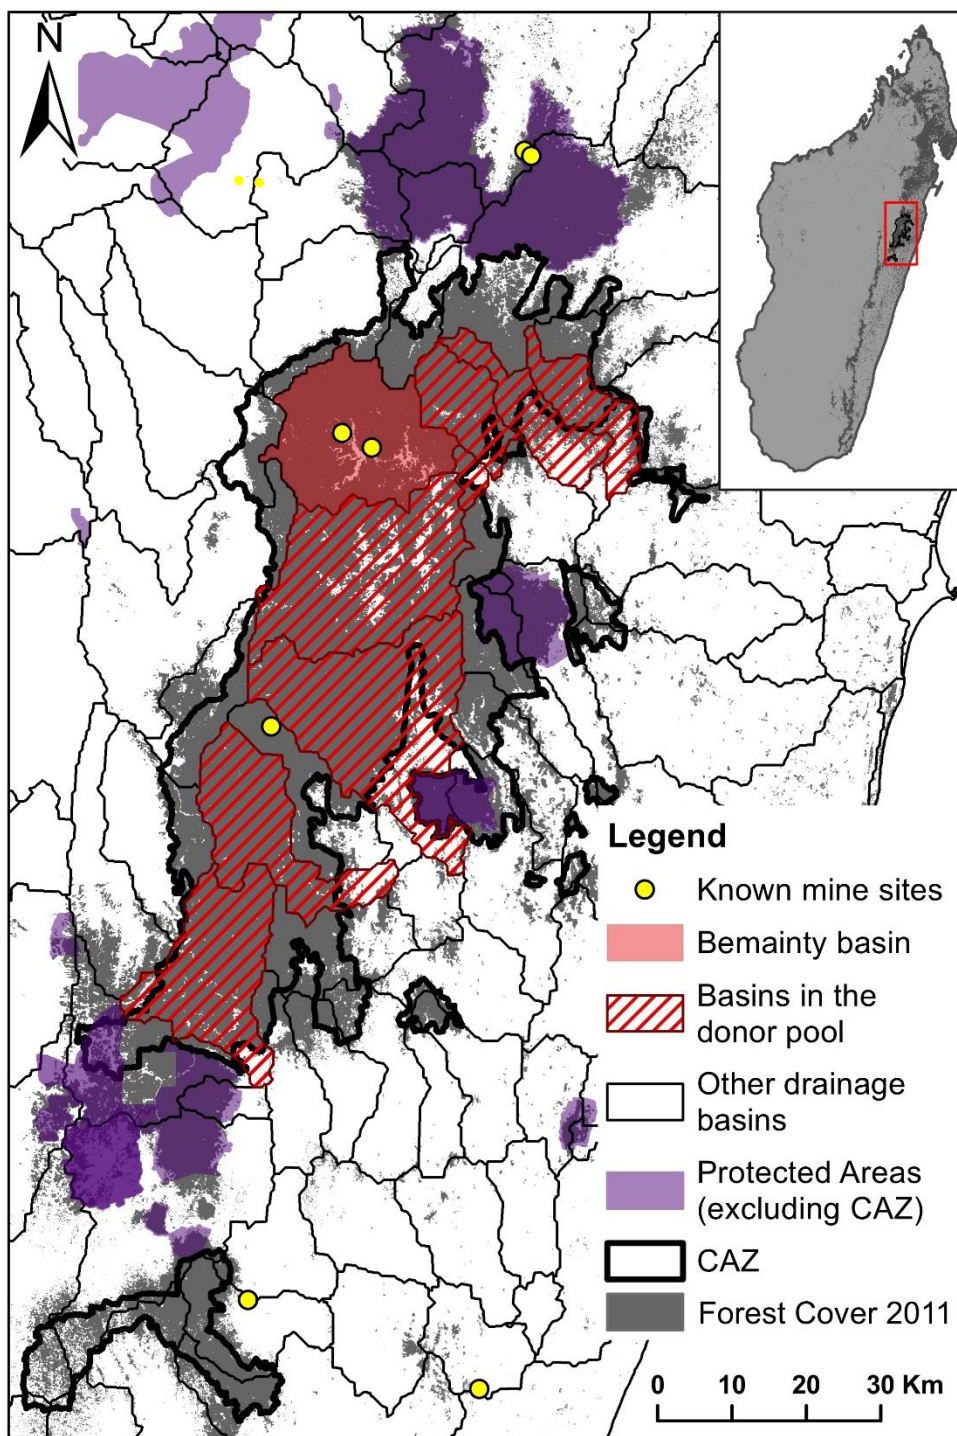 N
Legend
Known mine sites
Bemainty basin
Basins in the
donor pool
Other drainage
basins
Protected Areas
(excluding CAZ)
CAZ
Forest Cover 2011
0 10 20 30 Km